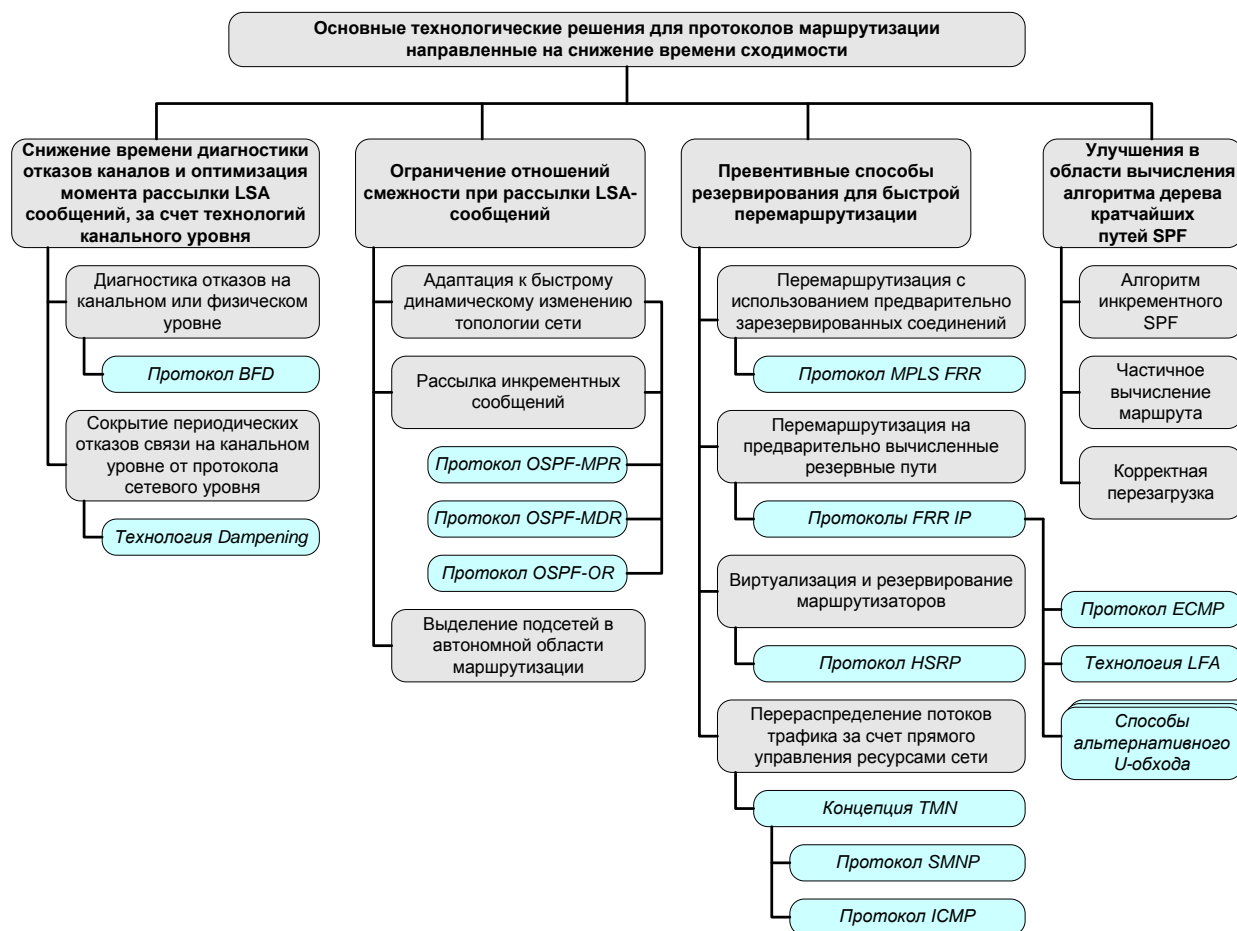 Основные технологические решения для протоколов маршрутизации
направленные на снижение времени сходимости
Снижение времени диагностики
отказов каналов и оптимизация
момента рассылки LSA
сообщений, за счет технологий
канального уровня
Диагностика отказов на
канальном или физическом
уровне
Протокол BFD
Сокрытие периодических
отказов связи на канальном
уровне от протокола
сетевого уровня
Технология Dampening
Ограничение отношений
смежности при рассылки LSA-
сообщений
Адаптация к быстрому
динамическому изменению
топологии сети
Рассылка инкрементных
сообщений
Протокол OSPF-MPR
Протокол OSPF-MDR
Протокол OSPF-OR
Выделение подсетей в
автономной области
маршрутизации
Превентивные способы
резервирования для быстрой
перемаршрутизации
Перемаршрутизация с
использованием предварительно
зарезервированных соединений
Протокол MPLS FRR
Перемаршрутизация на
предварительно вычисленные
резервные пути
Протоколы FRR IP
Виртуализация и резервирование
маршрутизаторов
Протокол HSRP
Перераспределение потоков
трафика за счет прямого
управления ресурсами сети
Концепция TMN
Протокол SMNP
Протокол ICMP
Улучшения в
области вычисления
алгоритма дерева
кратчайших
путей SPF
Алгоритм
инкрементного
SPF
Частичное
вычисление
маршрута
Корректная
перезагрузка
Протокол ECMP
Технология LFA
Способы
альтернативного
U-обхода